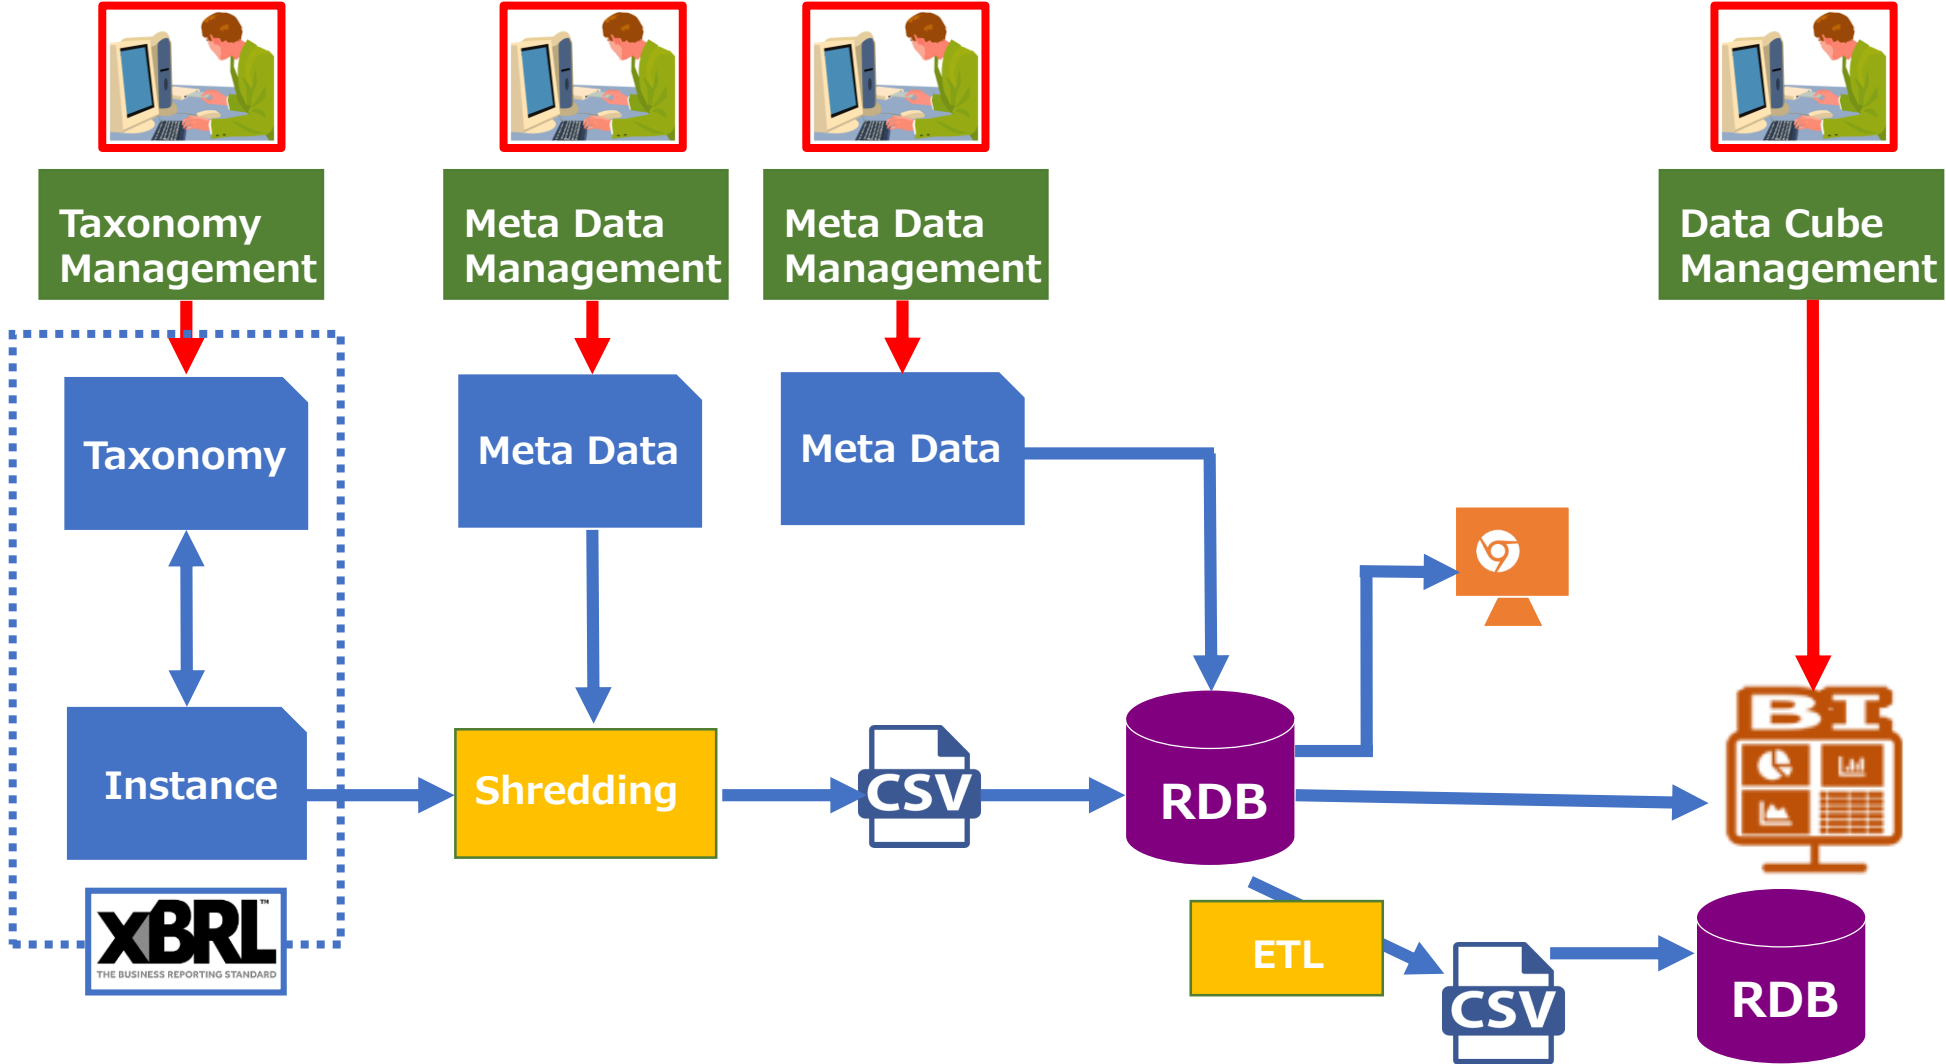 Taxonomy
Management
Meta Data
Management
Meta Data
Management
Data Cube
Management
Taxonomy
Meta Data
Meta Data
Instance
Shredding
CSV
RDB
BI
xBRL™
THE BUSINESS REPORTING STANDARD
ETL
CSV
RDB